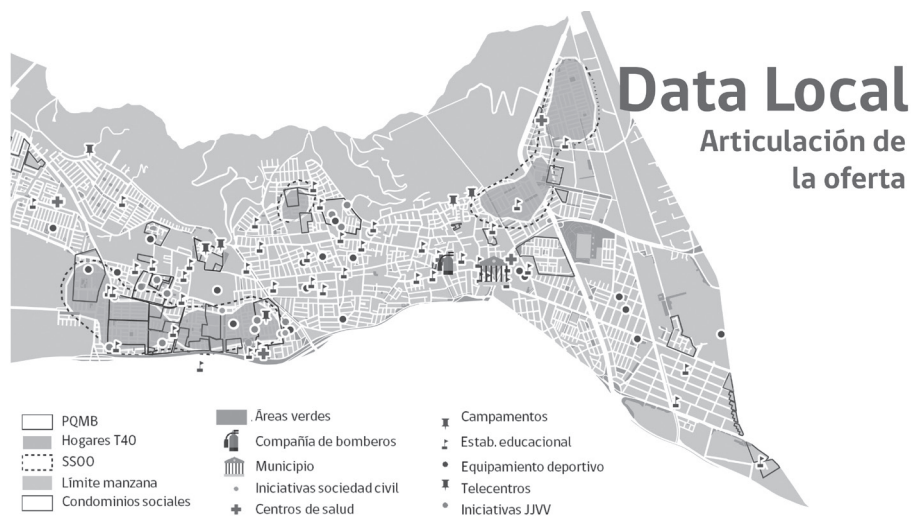 Data Local
Articulación de
la oferta
PQMB
Hogares T40
SSOO
Límite manzana
Condominios sociales
Áreas verdes
Compañía de bomberos
Municipio
Iniciativas sociedad civil
Centros de salud
Campamentos
Estab. educacional
Equipamiento deportivo
Telecentros
Iniciativas JJVV